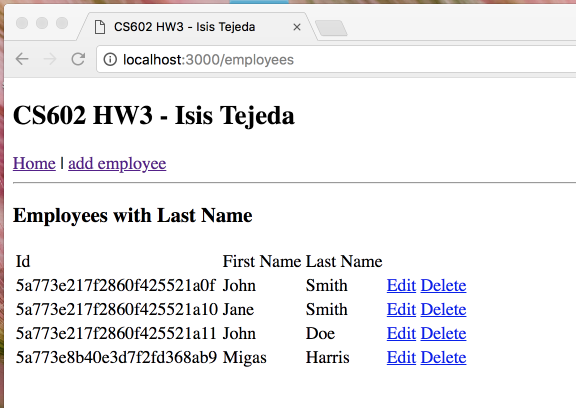 CS602 HW3 - Isis Tejeda
localhost:3000/employees
CS602 HW3 - Isis Tejeda
Home | add employee
Employees with Last Name
Id First Name Last Name
5a773e217f2860f425521a0f John Smith Edit Delete
5a773e217f2860f425521a10 Jane Smith Edit Delete
5a773e217f2860f425521a11 John Doe Edit Delete
5a773e8b40e3d7f2fd368ab9 Migas Harris Edit Delete